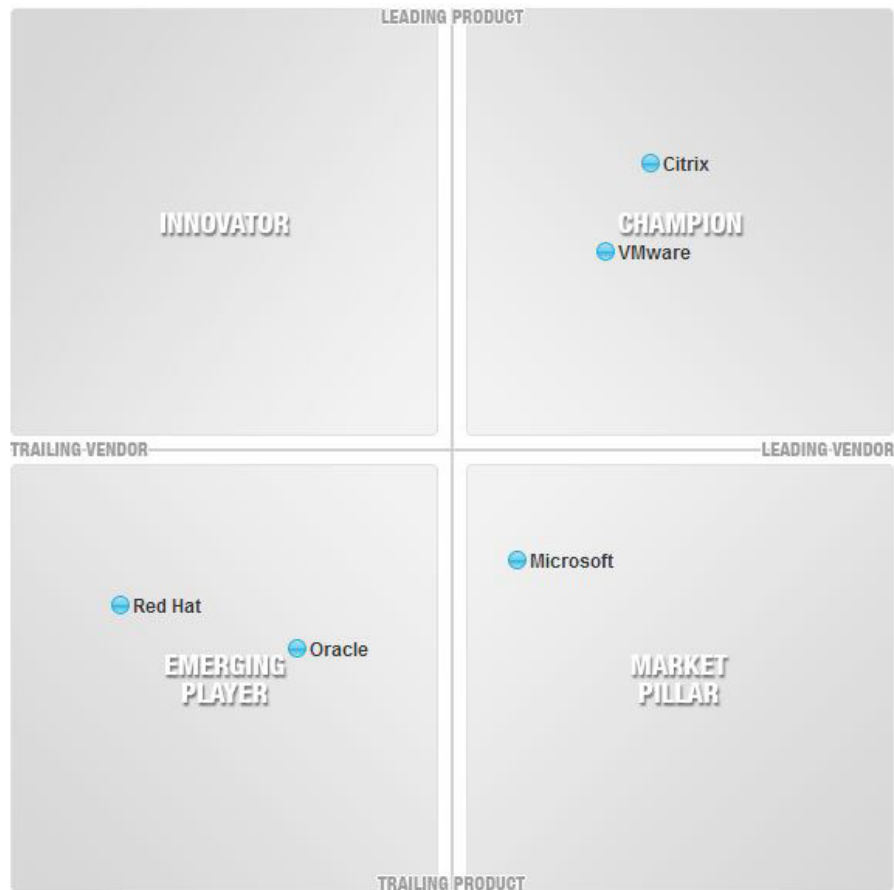 LEADING PRODUCT
Citrix
INNOVATOR
CHAMPION
VMware
TRAILING VENDOR
LEADING VENDOR
Microsoft
Red Hat
Oracle
EMERGING
PLAYER
MARKET
PILLAR
TRAILING PRODUCT